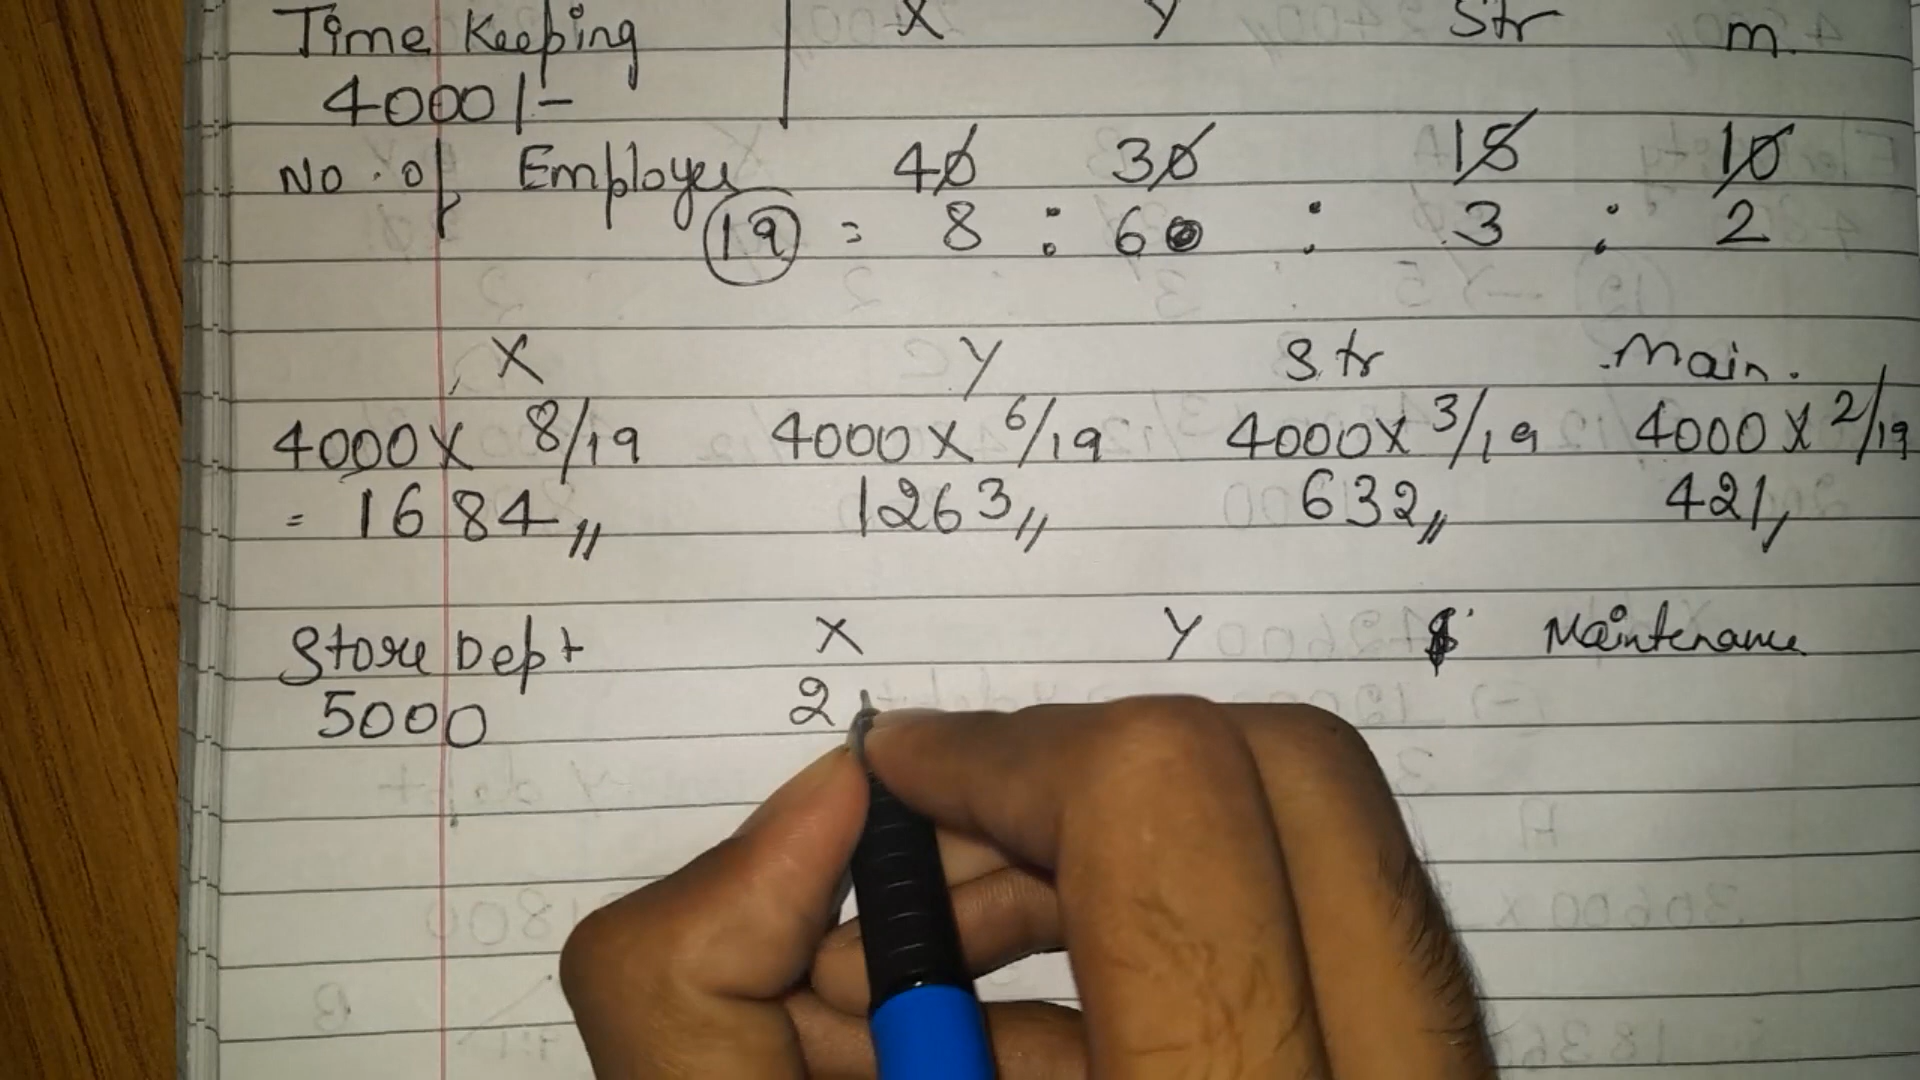 Time Keeping X Y Str m.
4000/-
No. of Employee 40 30 15 10
19 = 8 : 6 : 3 : 2
X Y Str Main.
4000 X 8/19 4000 X 6/19 4000 X 3/19 4000 X 2/19
= 1684,, 1263,, 632,, 421,
Store Dept X Y Maintenance
5000 2